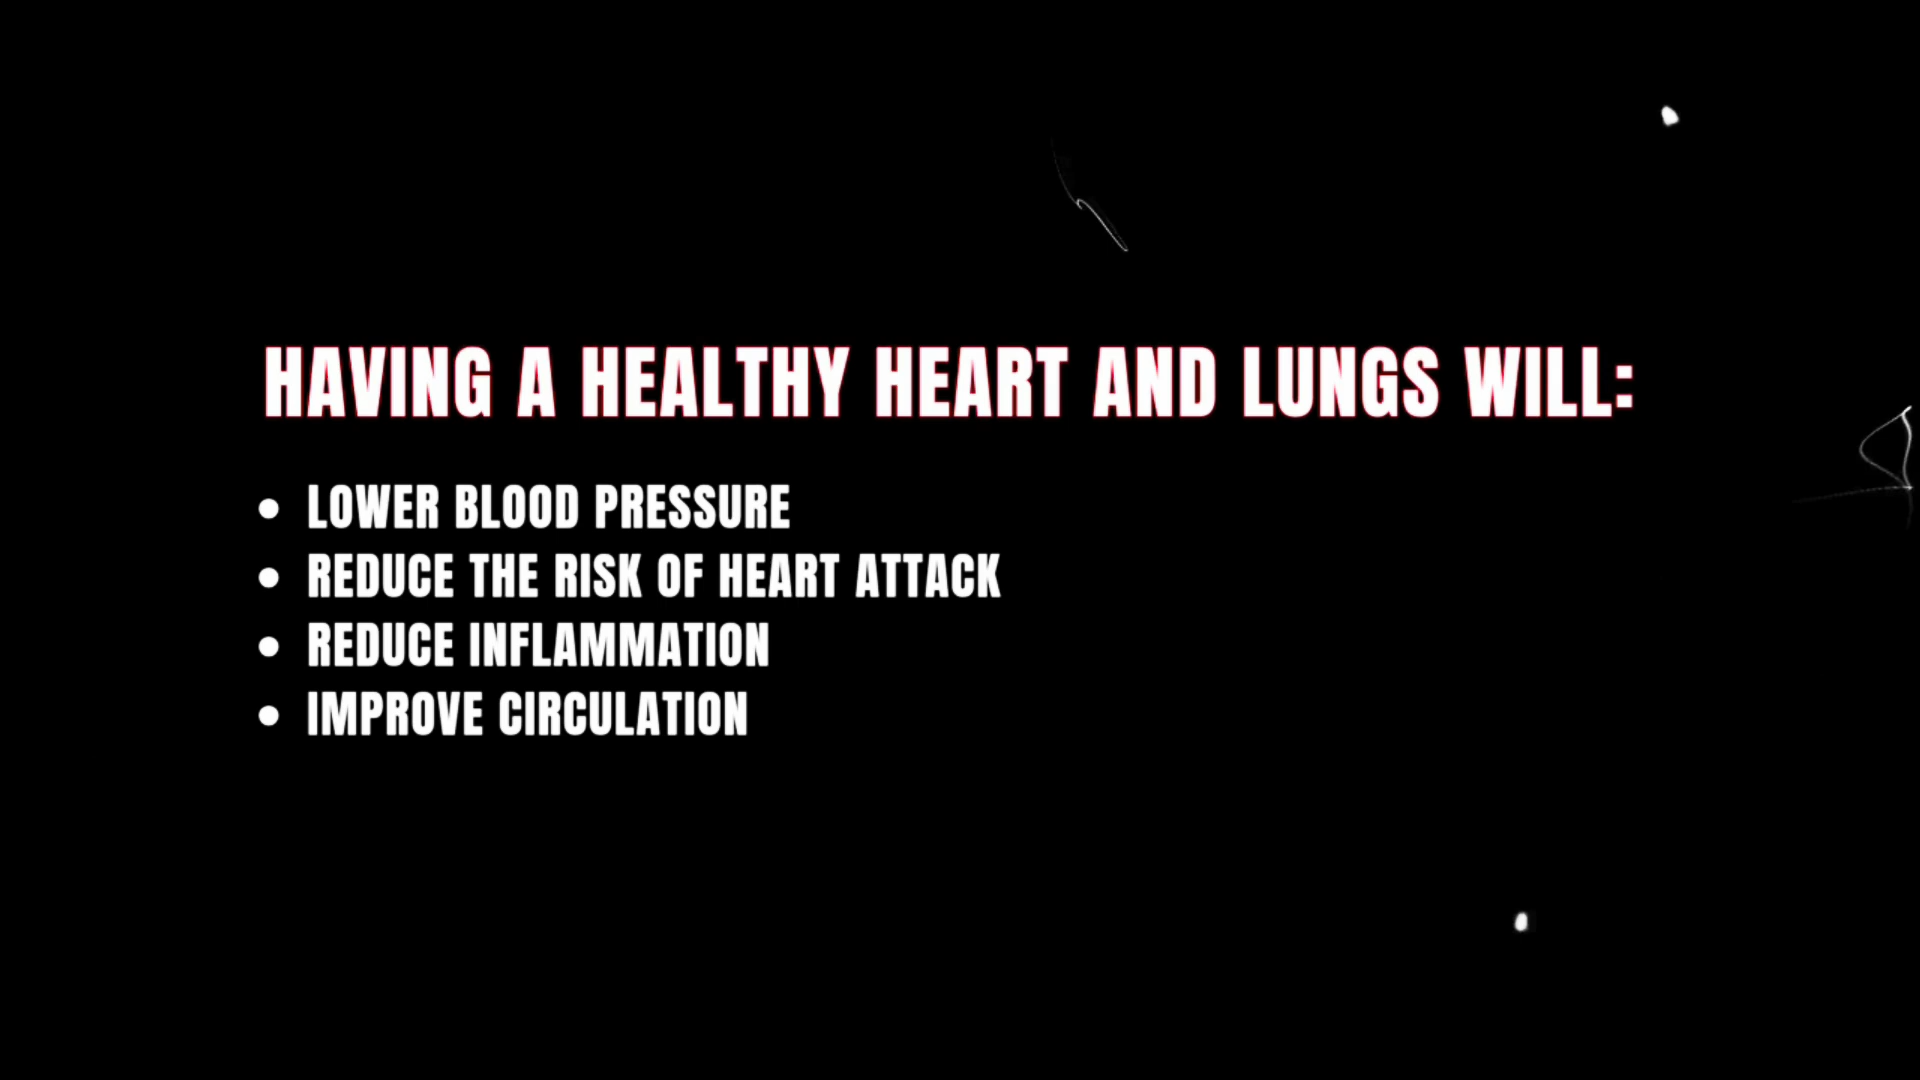 HAVING A HEALTHY HEART AND LUNGS WILL:
• LOWER BLOOD PRESSURE
• REDUCE THE RISK OF HEART ATTACK
• REDUCE INFLAMMATION
• IMPROVE CIRCULATION